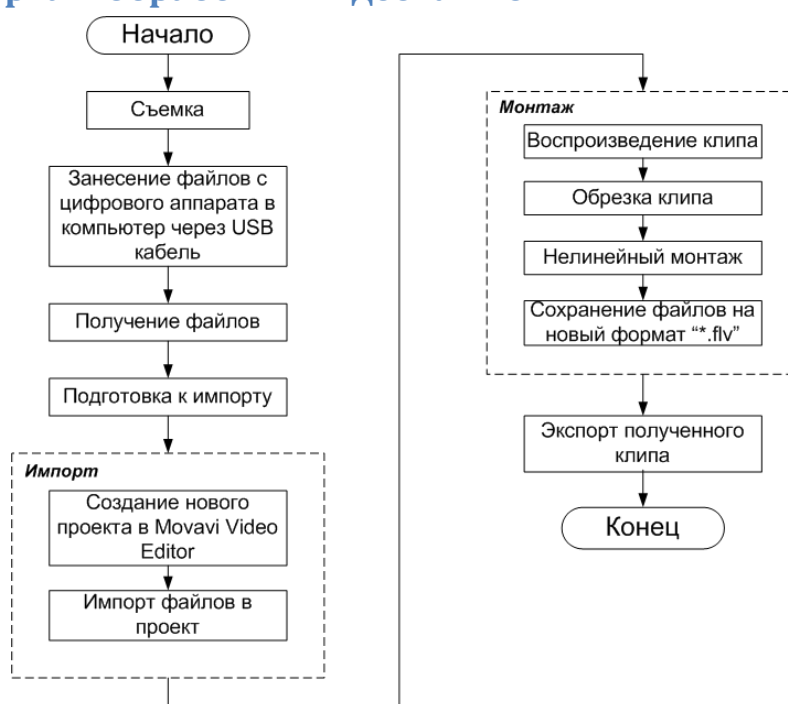 Начало
Съемка
Занесение файлов с
цифрового аппарата в
компьютер через USB
кабель
Получение файлов
Подготовка к импорту
Импорт
Создание нового
проекта в Movavi Video
Editor
Импорт файлов в
проект
Монтаж
Воспроизведение клипа
Обрезка клипа
Нелинейный монтаж
Сохранение файлов на
новый формат “*.flv”
Экспорт полученного
клипа
Конец